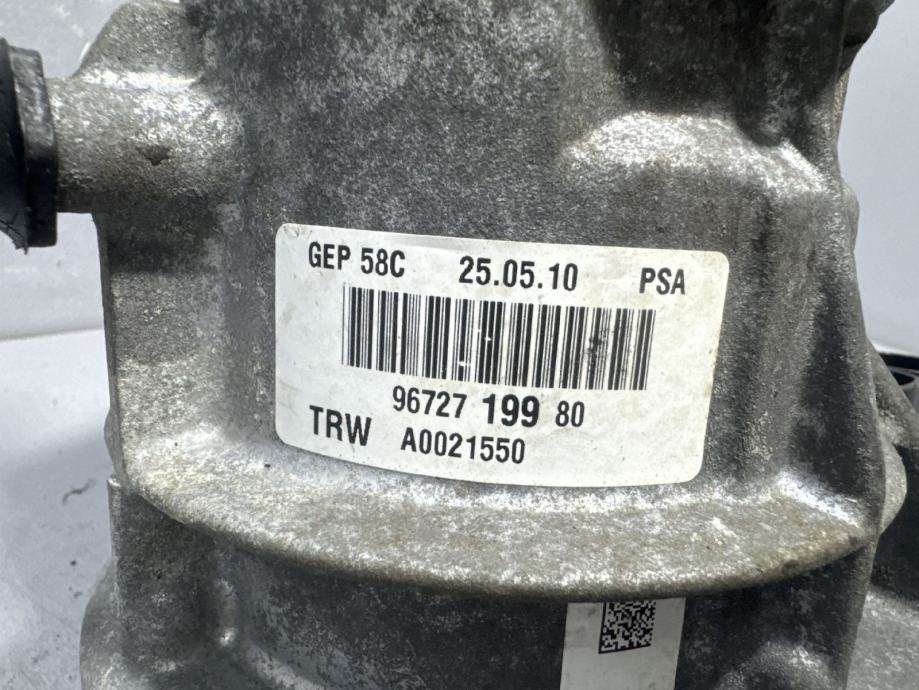 GEP 58C 25.05.10 PSA
96727 199 80
TRW A0021550